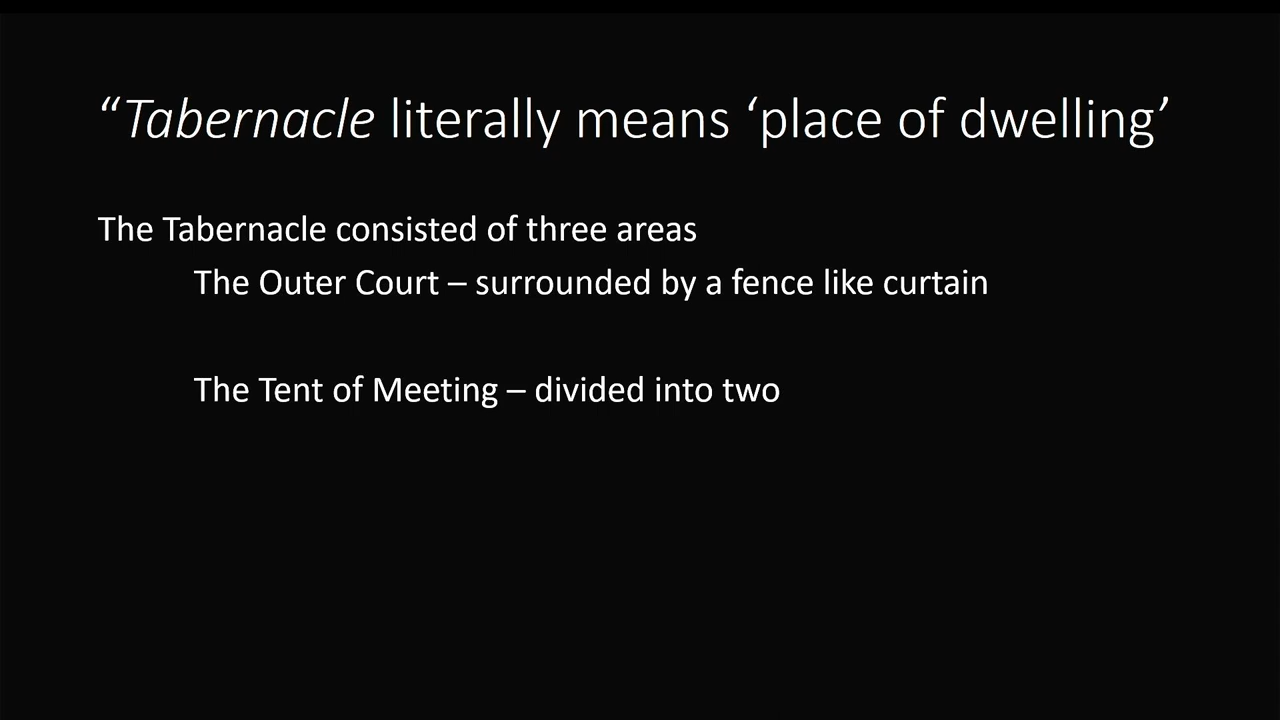 “Tabernacle literally means ‘place of dwelling’
The Tabernacle consisted of three areas
The Outer Court – surrounded by a fence like curtain
The Tent of Meeting – divided into two